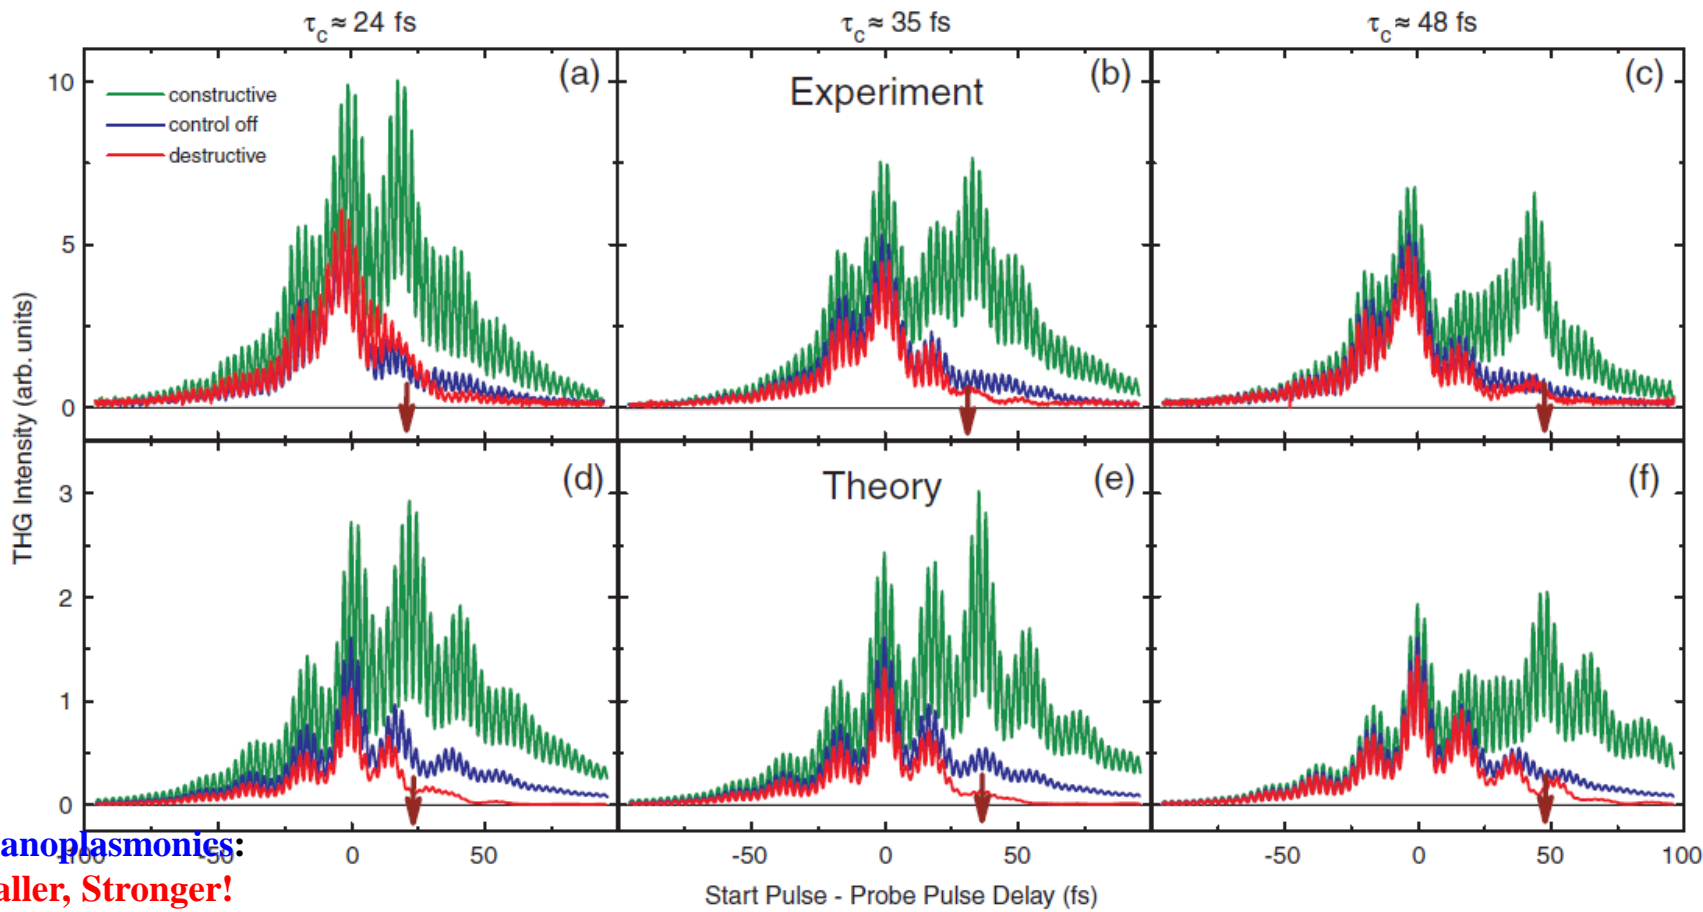 τc ≈ 24 fs
τc ≈ 35 fs
τc ≈ 48 fs
(a)
(b)
(c)
Experiment
constructive
control off
destructive
10
5
0
THG Intensity (arb. units)
(d)
(e)
(f)
Theory
3
2
1
0
-50
0
50
-50
0
50
-50
0
50
100
Start Pulse - Probe Pulse Delay (fs)
anoplasmonics:
aller, Stronger!